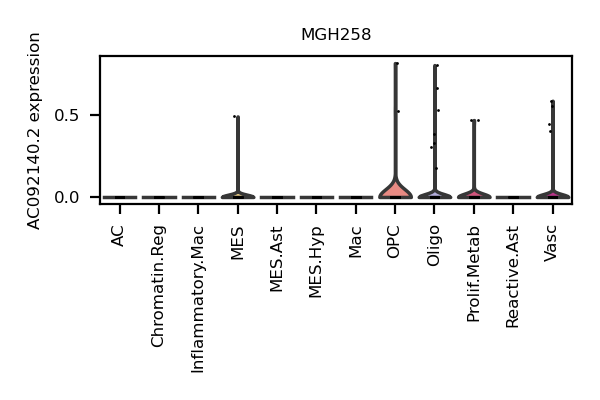 MGH258
AC092140.2 expression
0.5
0.0
AC
Chromatin.Reg
Inflammatory.Mac
MES
MES.Ast
MES.Hyp
Mac
OPC
Oligo
Prolif.Metab
Reactive.Ast
Vasc